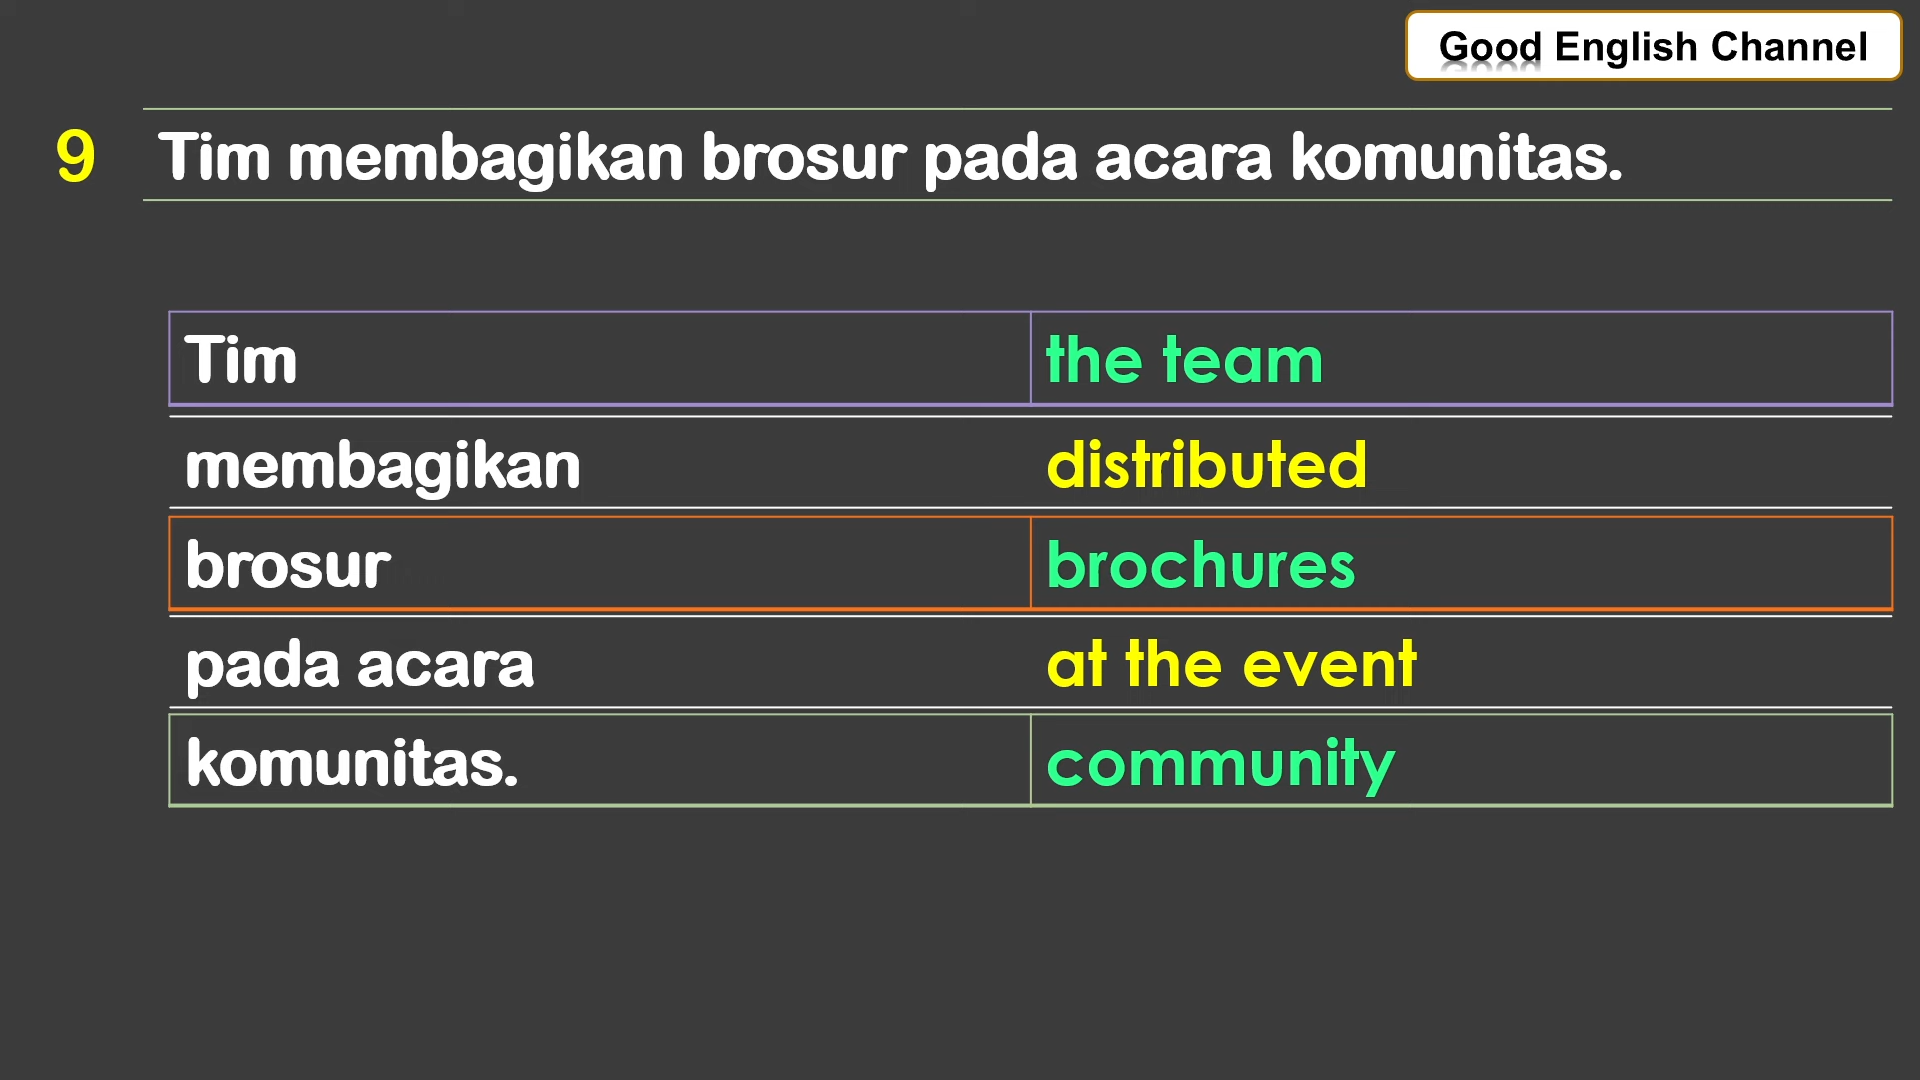 Good English Channel
9 Tim membagikan brosur pada acara komunitas.
Tim the team
membagikan distributed
brosur brochures
pada acara at the event
komunitas. community